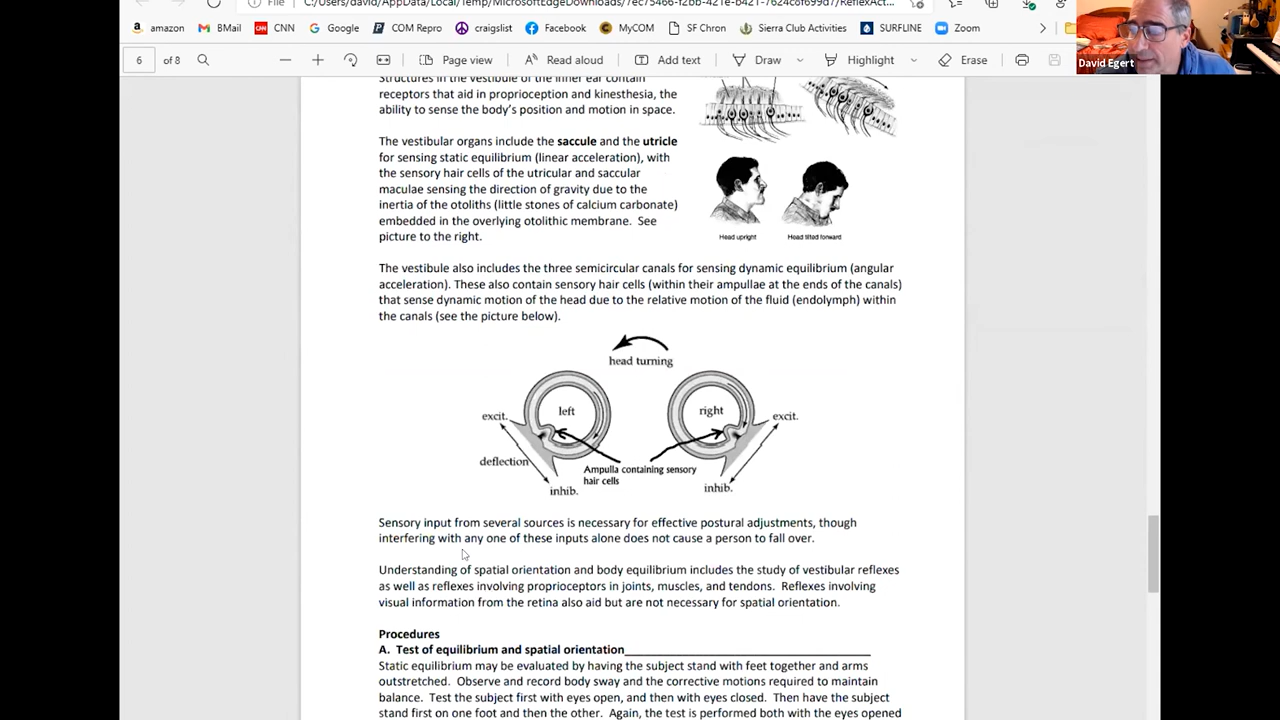 File
C:/Users/david/AppData/Local/Temp/MicrosoftEdgeDownloads/7ec75466-f2bb-421e-b421-7624c6f699d7/ReflexAct...
amazon BMail CNN Google COM Repro craigslist Facebook MyCOM SF Chron Sierra Club Activities SURFLINE Zoom
6 of 8 Page view Read aloud Add text Draw Highlight Erase
David Egert
Structures in the vestibule of the inner ear contain
receptors that aid in proprioception and kinesthesia, the
ability to sense the body's position and motion in space.
The vestibular organs include the saccule and the utricle
for sensing static equilibrium (linear acceleration), with
the sensory hair cells of the utricular and saccular
maculae sensing the direction of gravity due to the
inertia of the otoliths (little stones of calcium carbonate)
embedded in the overlying otolithic membrane. See
picture to the right.
Head upright Head tilted forward
The vestibule also includes the three semicircular canals for sensing dynamic equilibrium (angular
acceleration). These also contain sensory hair cells (within their ampullae at the ends of the canals)
that sense dynamic motion of the head due to the relative motion of the fluid (endolymph) within
the canals (see the picture below).
head turning
left right
excit. excit.
deflection
Ampulla containing sensory
hair cells
inhib. inhib.
Sensory input from several sources is necessary for effective postural adjustments, though
interfering with any one of these inputs alone does not cause a person to fall over.
Understanding of spatial orientation and body equilibrium includes the study of vestibular reflexes
as well as reflexes involving proprioceptors in joints, muscles, and tendons. Reflexes involving
visual information from the retina also aid but are not necessary for spatial orientation.
Procedures
A. Test of equilibrium and spatial orientation
Static equilibrium may be evaluated by having the subject stand with feet together and arms
outstretched. Observe and record body sway and the corrective motions required to maintain
balance. Test the subject first with eyes open, and then with eyes closed. Then have the subject
stand first on one foot and then the other. Again, the test is performed both with the eyes opened